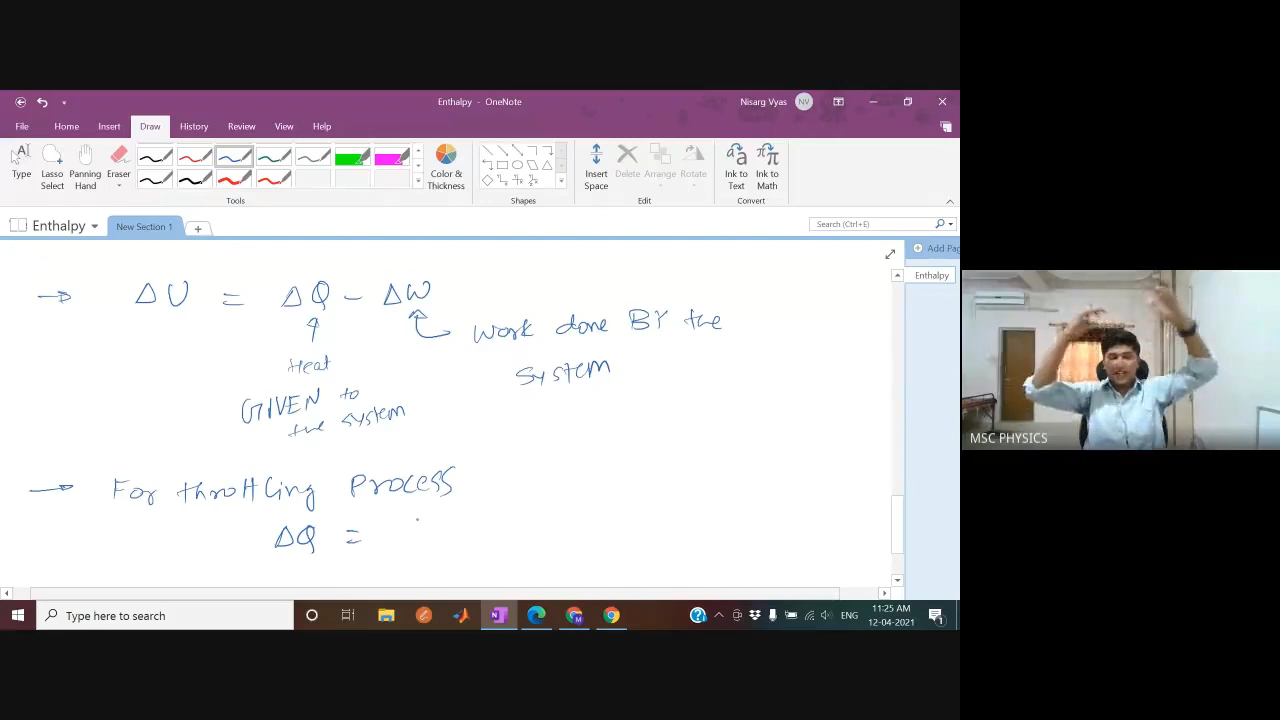 Enthalpy - OneNote
Nisarg Vyas NV
File Home Insert Draw History Review View Help
Type
Lasso Select
Panning Hand
Eraser
Color & Thickness
Insert Space
Delete
Arrange
Rotate
Ink to Text
Ink to Math
Tools
Shapes
Edit
Convert
Enthalpy
New Section 1
Search (Ctrl+E)
Add Pag
Enthalpy
→ ΔU = ΔQ - ΔW
Work done BY the
system
Heat
GIVEN to
the system
→ For throttling Process
ΔQ =
MSC PHYSICS
Type here to search
ENG
11:25 AM
12-04-2021